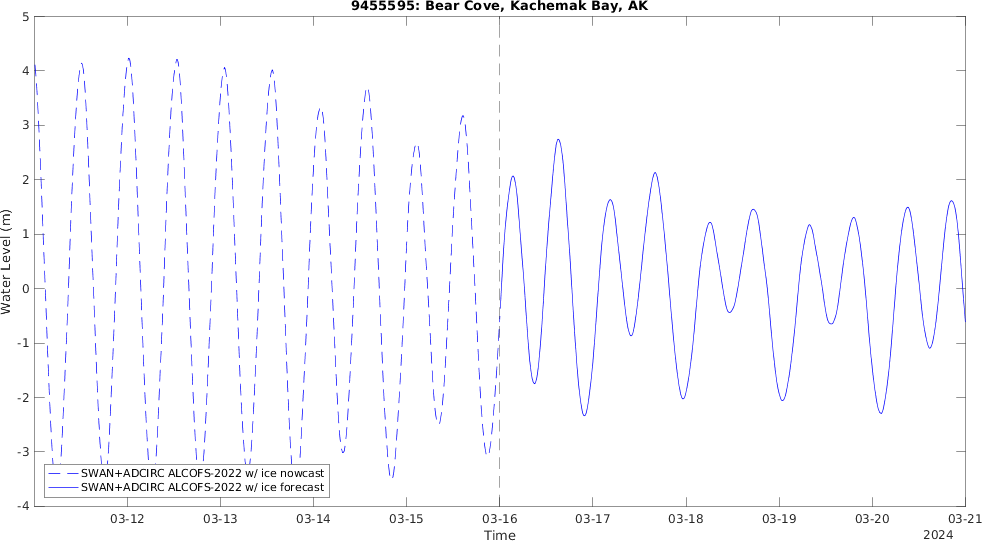 9455595: Bear Cove, Kachemak Bay, AK
5
4
3
2
1
0
-1
-2
-3
-4
Water Level (m)
SWAN+ADCIRC ALCOFS-2022 w/ ice nowcast
SWAN+ADCIRC ALCOFS-2022 w/ ice forecast
03-12 03-13 03-14 03-15 03-16 03-17 03-18 03-19 03-20 03-21
Time
2024